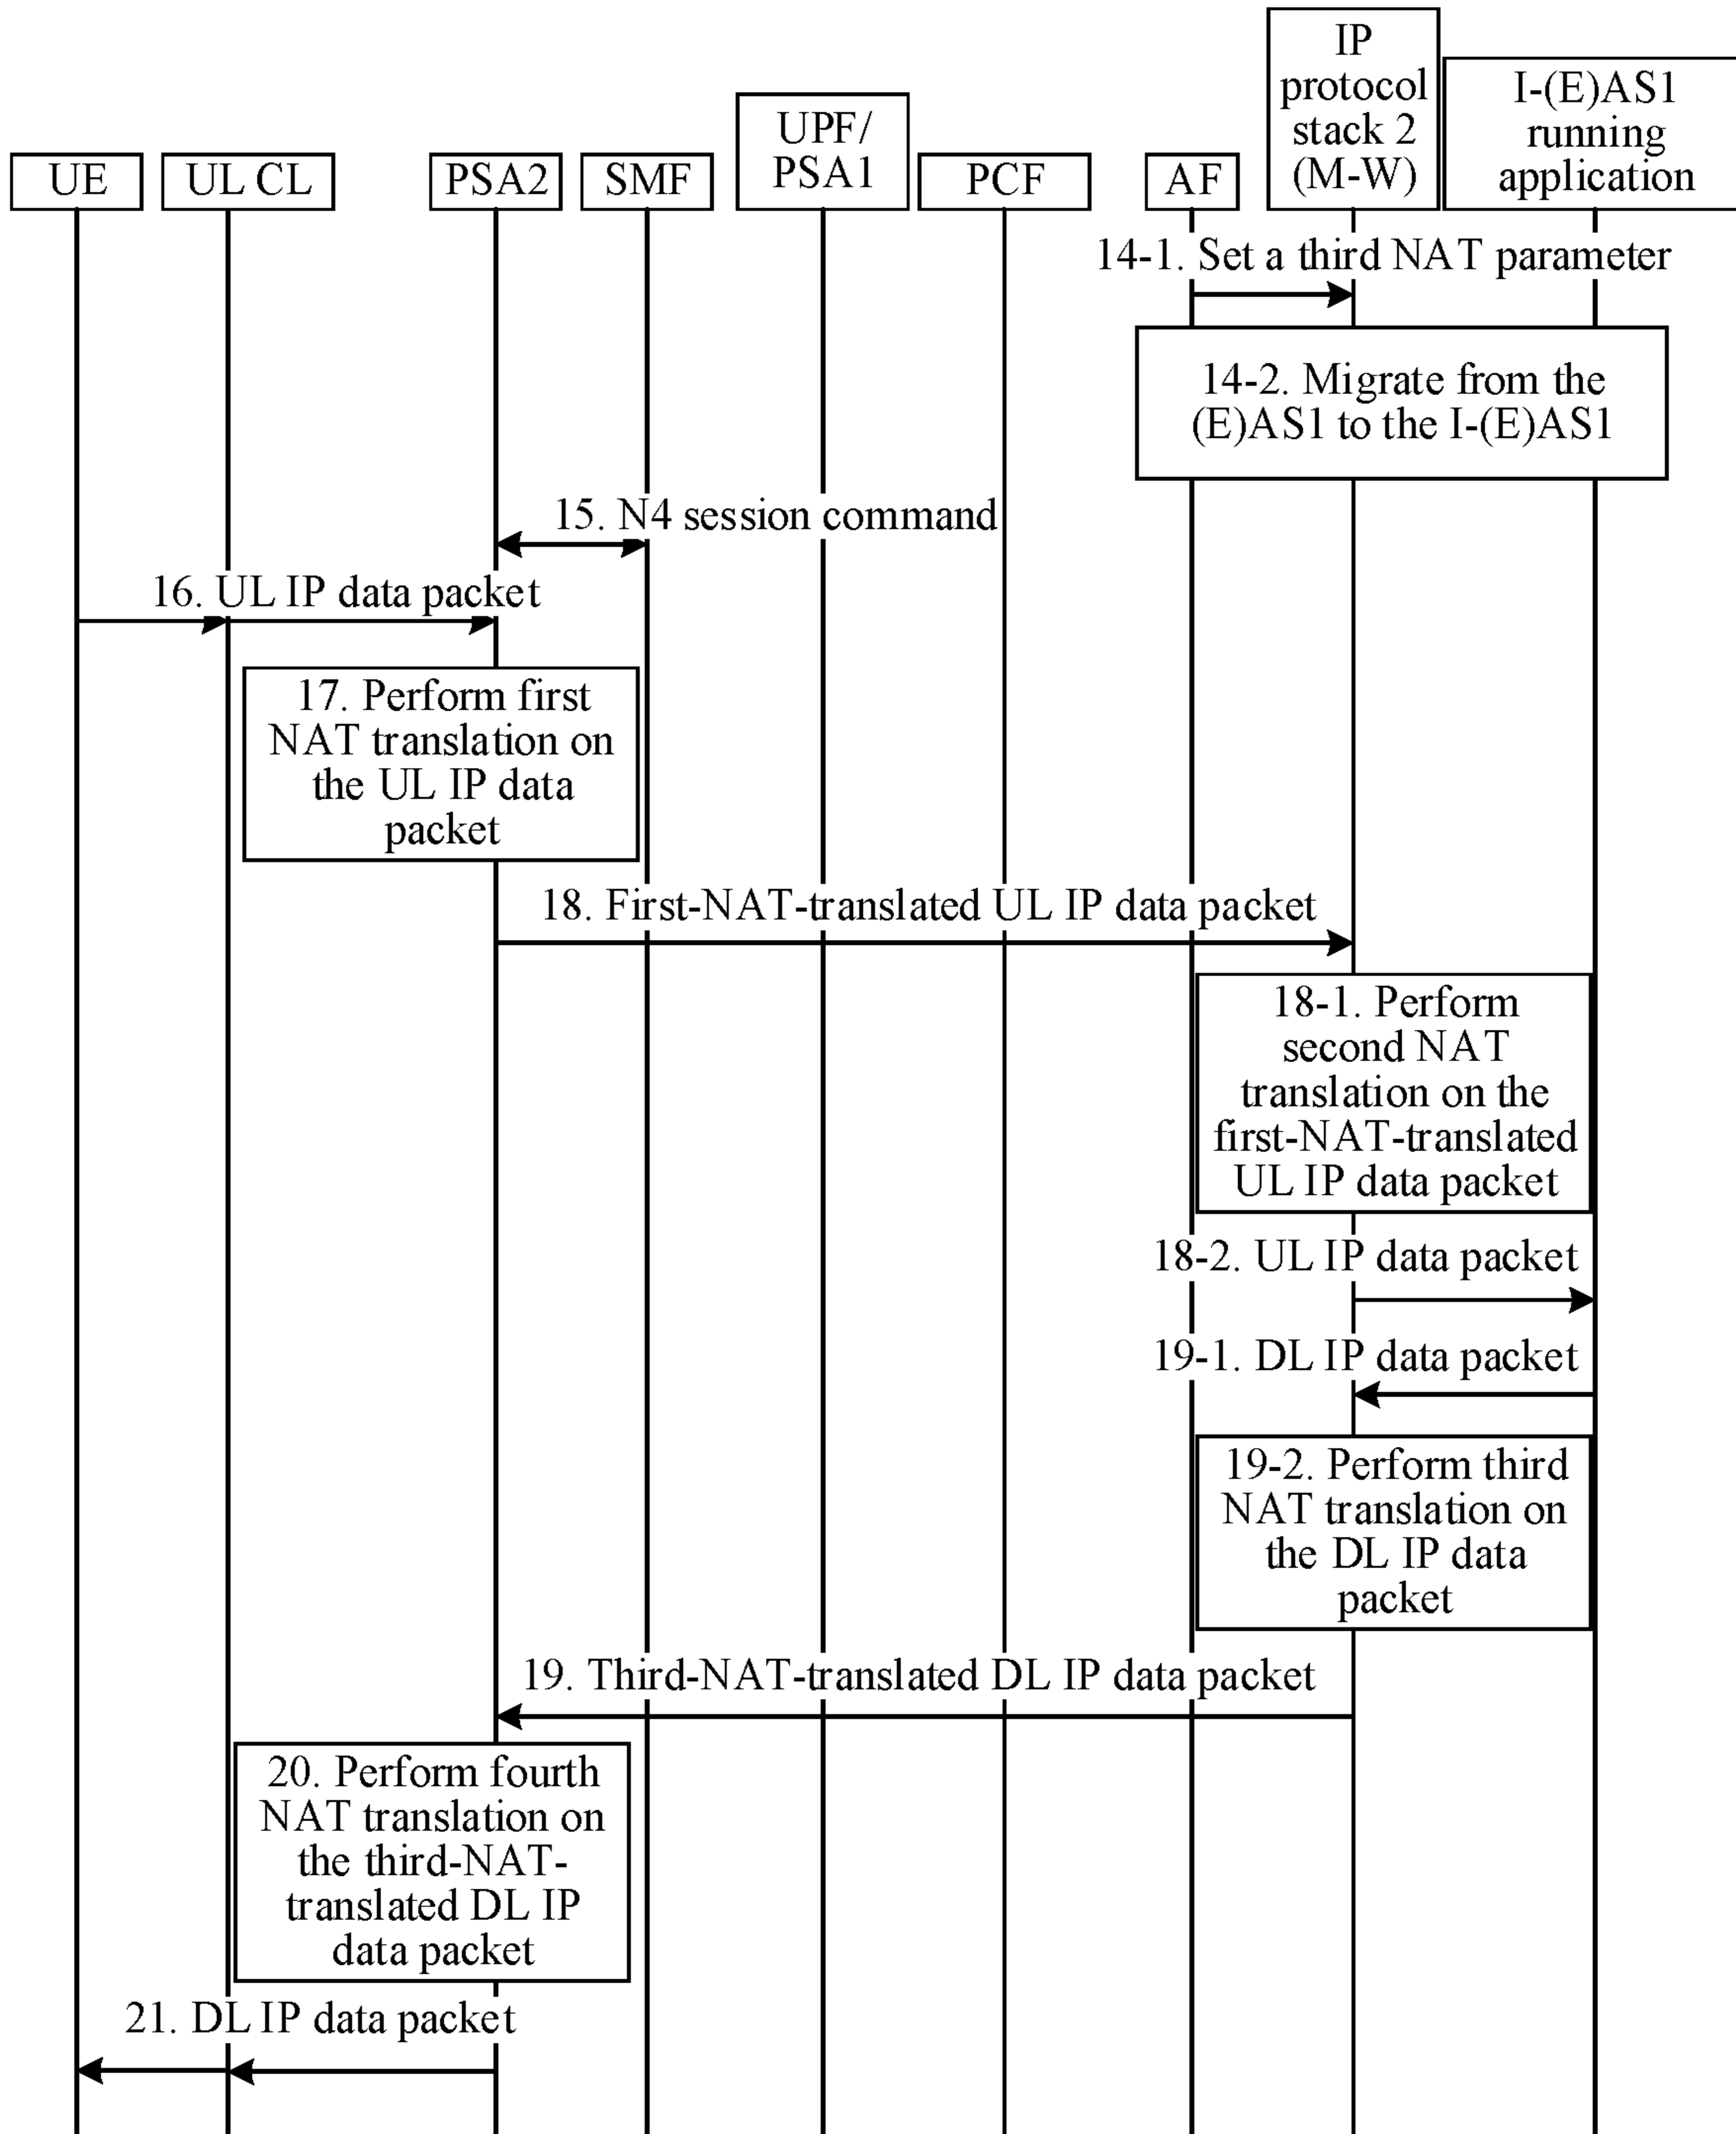 UE
UL CL
PSA2
SMF
UPF/
PSA1
PCF
AF
IP
protocol
stack 2
(M-W)
I-(E)AS1
running
application
14-1. Set a third NAT parameter
14-2. Migrate from the
(E)AS1 to the I-(E)AS1
15. N4 session command
16. UL IP data packet
17. Perform first
NAT translation on
the UL IP data
packet
18. First-NAT-translated UL IP data packet
18-1. Perform
second NAT
translation on the
first-NAT-translated
UL IP data packet
18-2. UL IP data packet
19-1. DL IP data packet
19-2. Perform third
NAT translation on
the DL IP data
packet
19. Third-NAT-translated DL IP data packet
20. Perform fourth
NAT translation on
the third-NAT-
translated DL IP
data packet
21. DL IP data packet